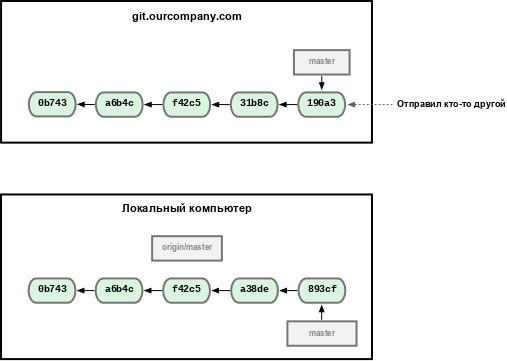 git.ourcompany.com
master
0b743 a6b4c f42c5 31b8c 190a3 Отправил кто-то другой
Локальный компьютер
origin/master
0b743 a6b4c f42c5 a38de 893cf
master